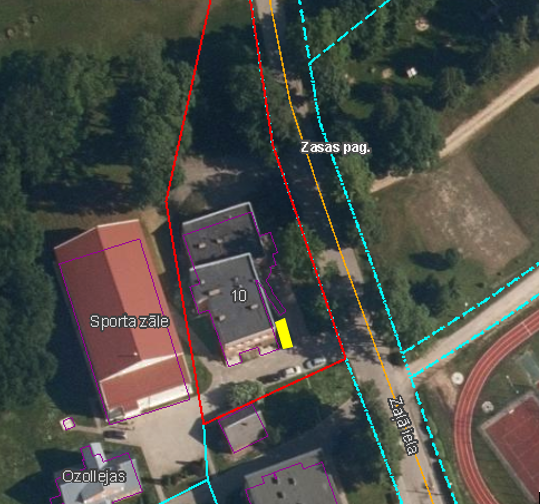 Zasas pag.
10
Sporta zāle
Zaļā iela
Ozollejas